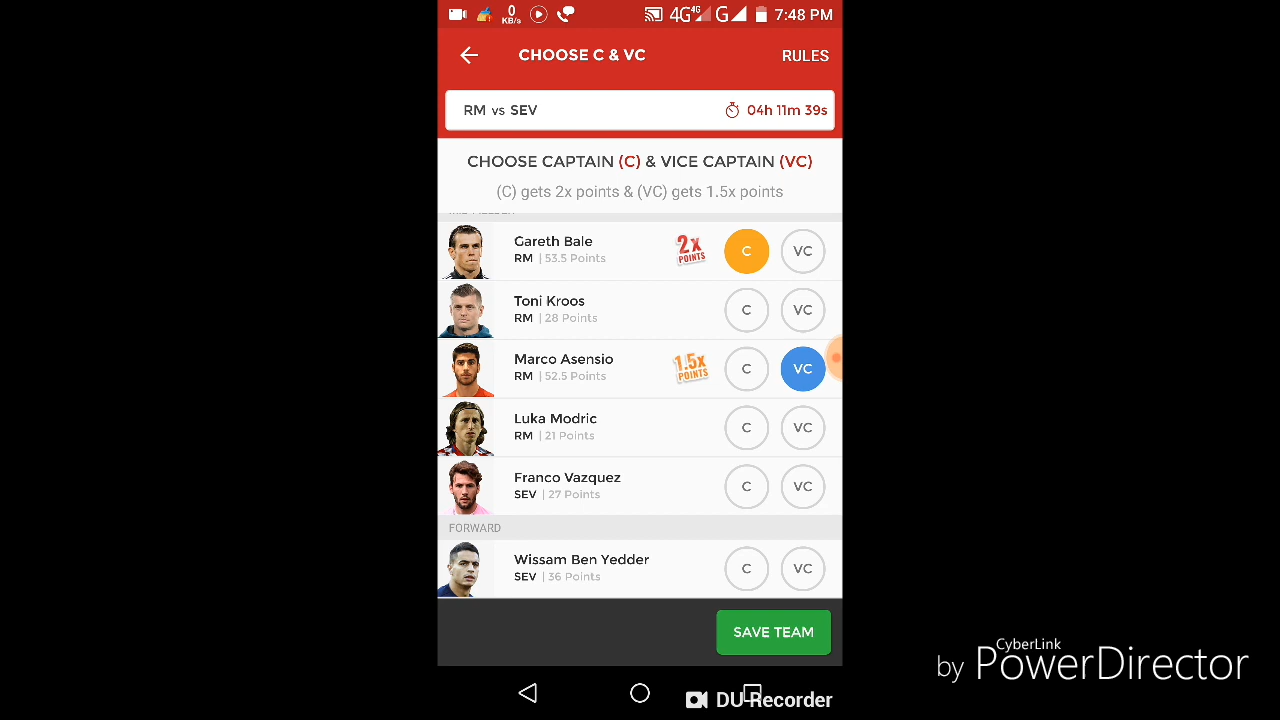 0 KB/s 4G 4G G 7:48 PM
CHOOSE C & VC RULES
RM vs SEV 04h 11m 39s
CHOOSE CAPTAIN (C) & VICE CAPTAIN (VC)
(C) gets 2x points & (VC) gets 1.5x points
Gareth Bale
RM | 53.5 Points
2x POINTS
C VC
Toni Kroos
RM | 28 Points
C VC
Marco Asensio
RM | 52.5 Points
1.5x POINTS
C VC
Luka Modric
RM | 21 Points
C VC
Franco Vazquez
SEV | 27 Points
C VC
FORWARD
Wissam Ben Yedder
SEV | 36 Points
C VC
SAVE TEAM
CyberLink
by PowerDirector
DU Recorder